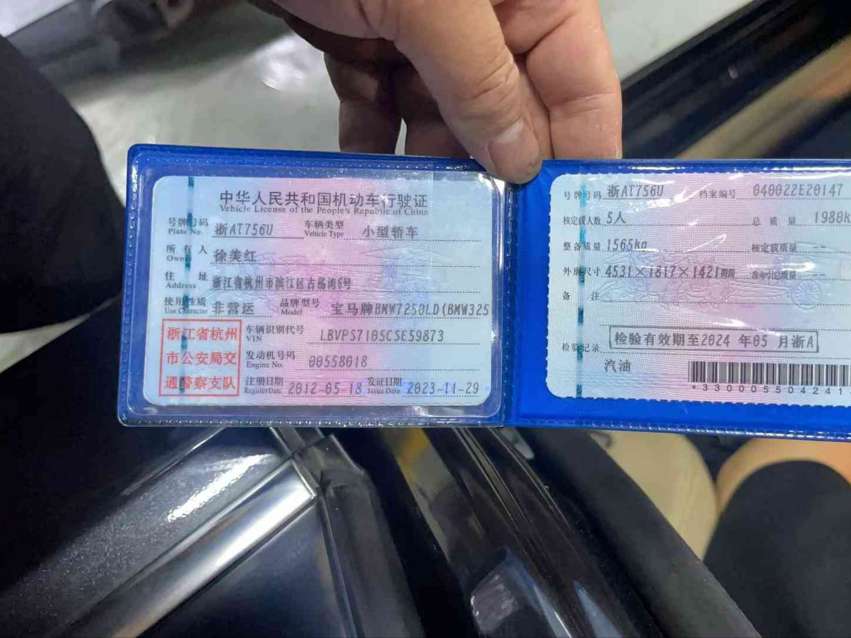 中华人民共和国机动车行驶证
Vehicle License of the People's Republic of China
号牌号码 浙AT756U 车辆类型 小型轿车
Plate No. Vehicle Type
所有人 徐美红
Owner
住址 浙江省杭州市滨江区古 6号
Address
使用性质 非营运 品牌型号 宝马牌BMW7250LD(BMW325
Use Character Model
浙江省杭州
市公安局交
通警察支队
车辆识别代号 LBVPS7105CSE59873
VIN
发动机号码 00558018
Engine No.
注册日期 2012-05-18 发证日期 2023-11-29
Register Date Issue Date
号牌号码 浙AT756U 档案编号 040022E20147
核定载人数 5人 总质量 1980k
整备质量 1565kg 核定载质量 --
外廓尺寸 4531×1817×1421mm --
备注
检验记录 检验有效期至2024年05月浙A
汽油
*330005504241